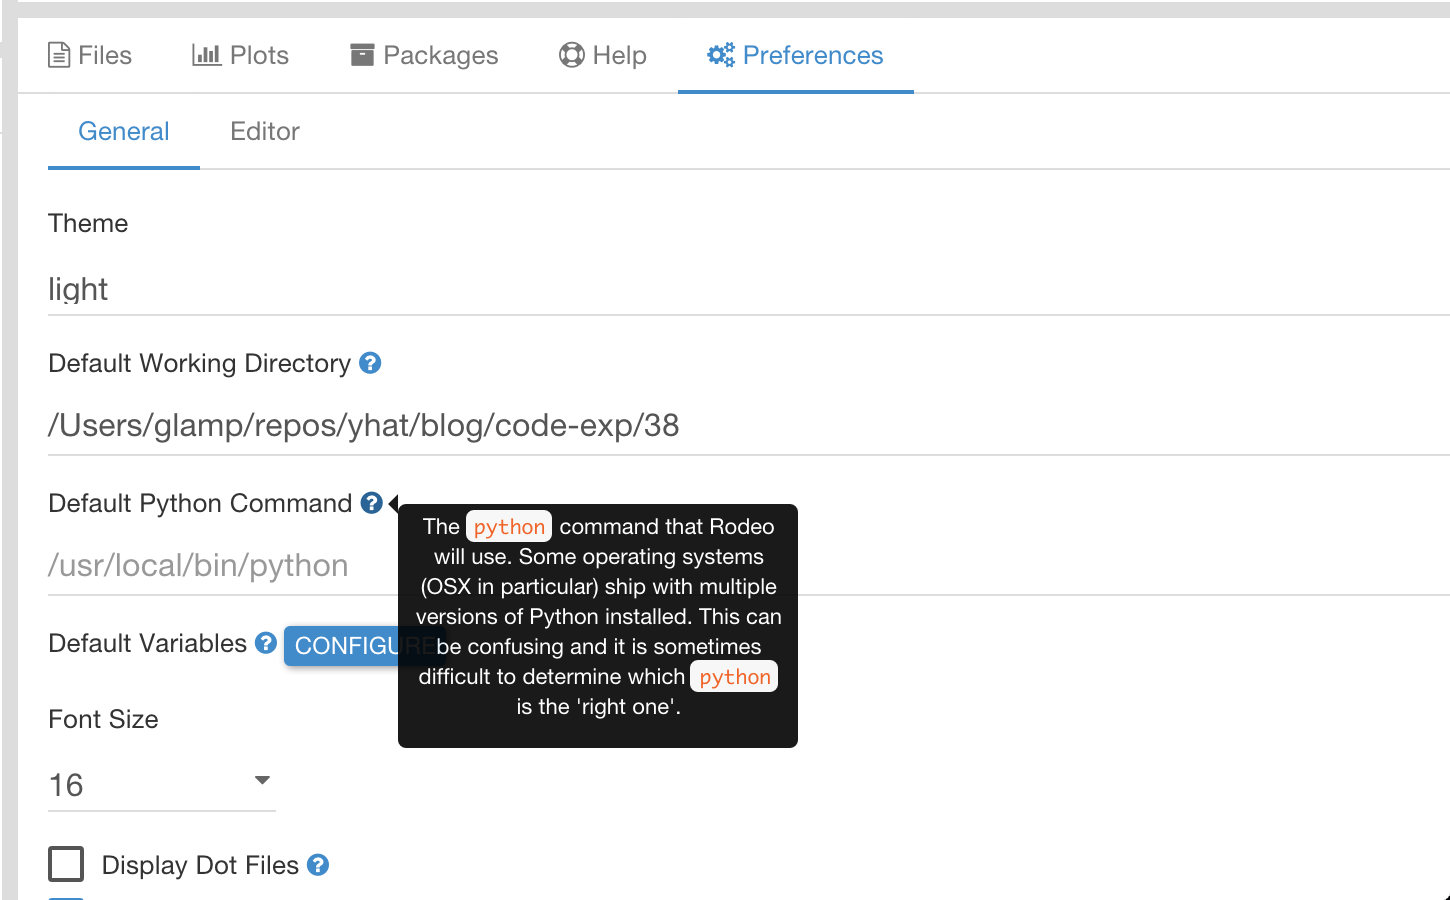 Files Plots Packages Help Preferences
General Editor
Theme
light
Default Working Directory ?
/Users/glamp/repos/yhat/blog/code-exp/38
Default Python Command ?
The python command that Rodeo
will use. Some operating systems
(OSX in particular) ship with multiple
versions of Python installed. This can
be confusing and it is sometimes
difficult to determine which python
is the 'right one'.
/usr/local/bin/python
Default Variables ? CONFIGURE
Font Size
16
Display Dot Files ?